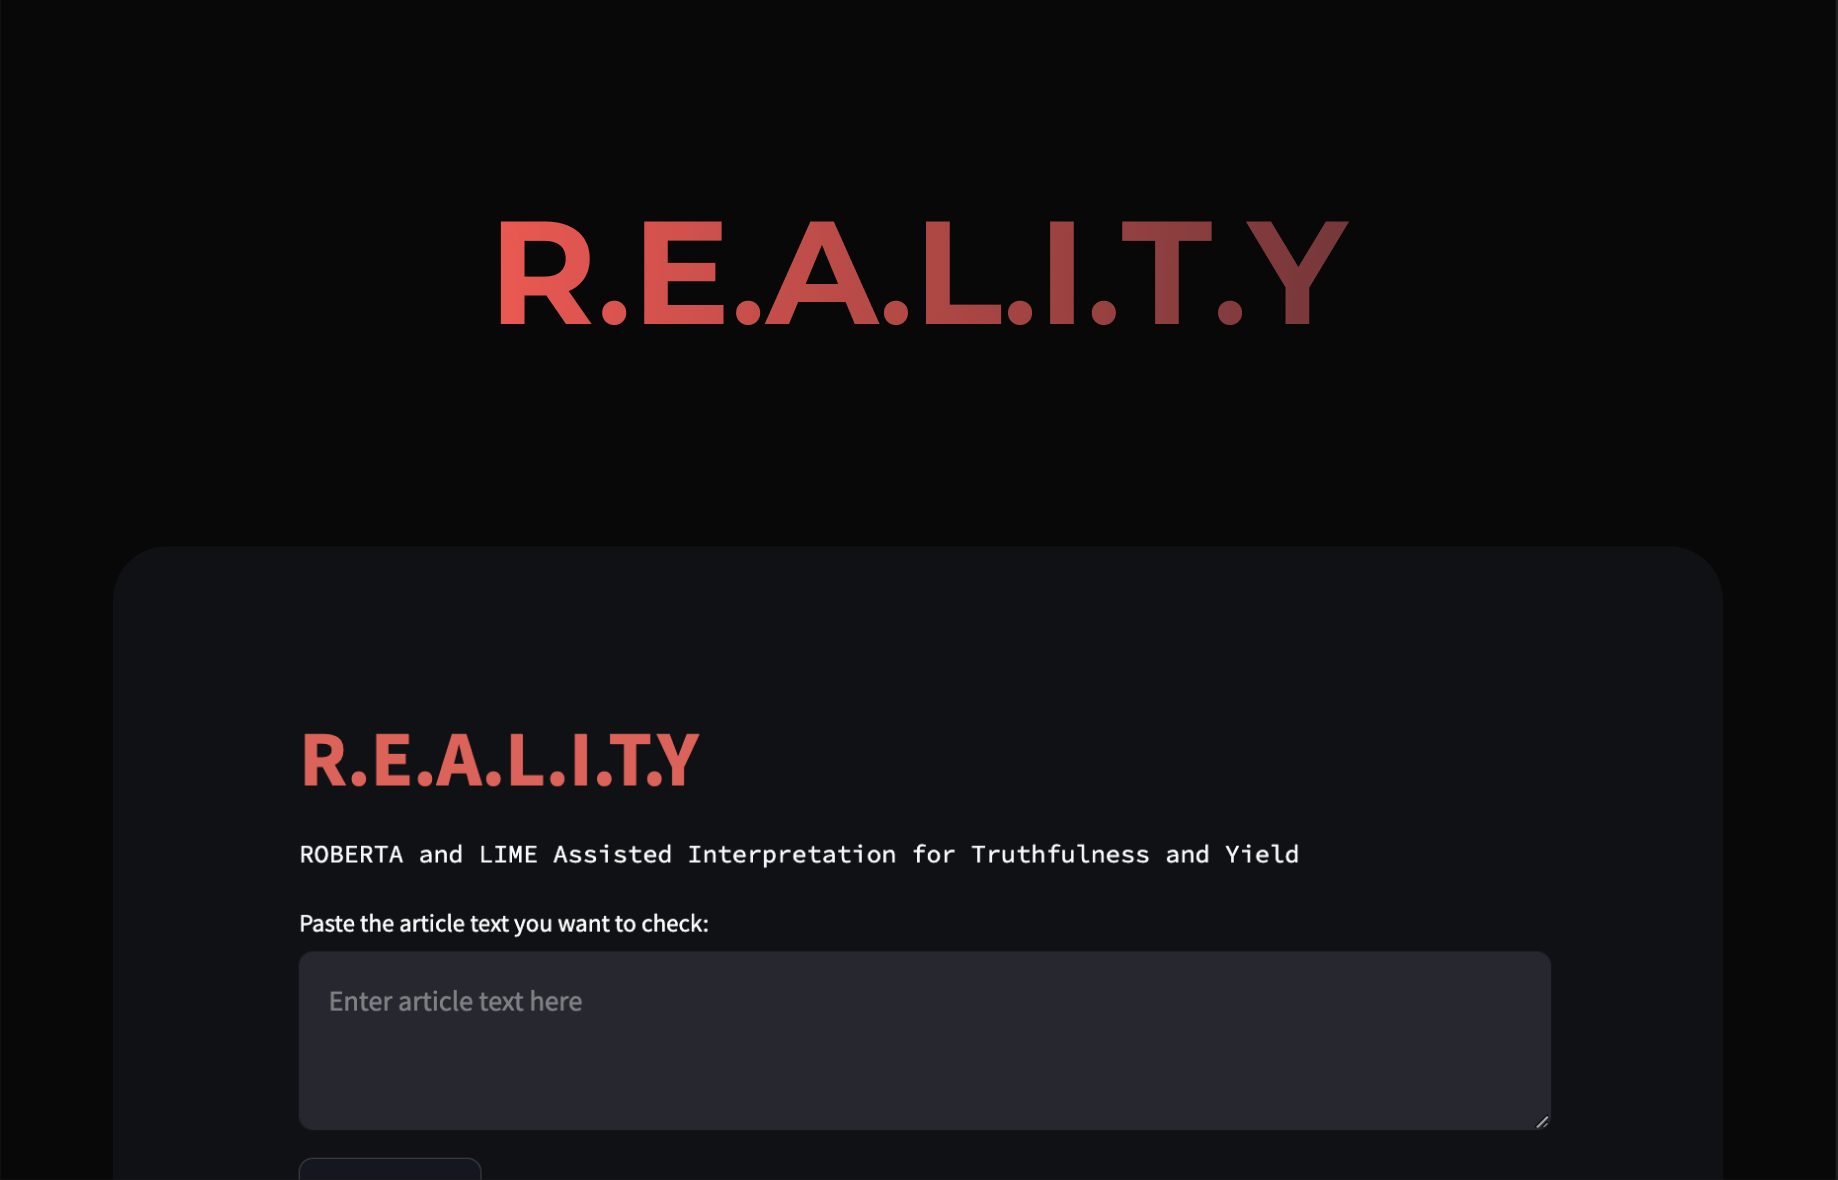 R.E.A.L.I.T.Y
R.E.A.L.I.T.Y
ROBERTA and LIME Assisted Interpretation for Truthfulness and Yield
Paste the article text you want to check:
Enter article text here